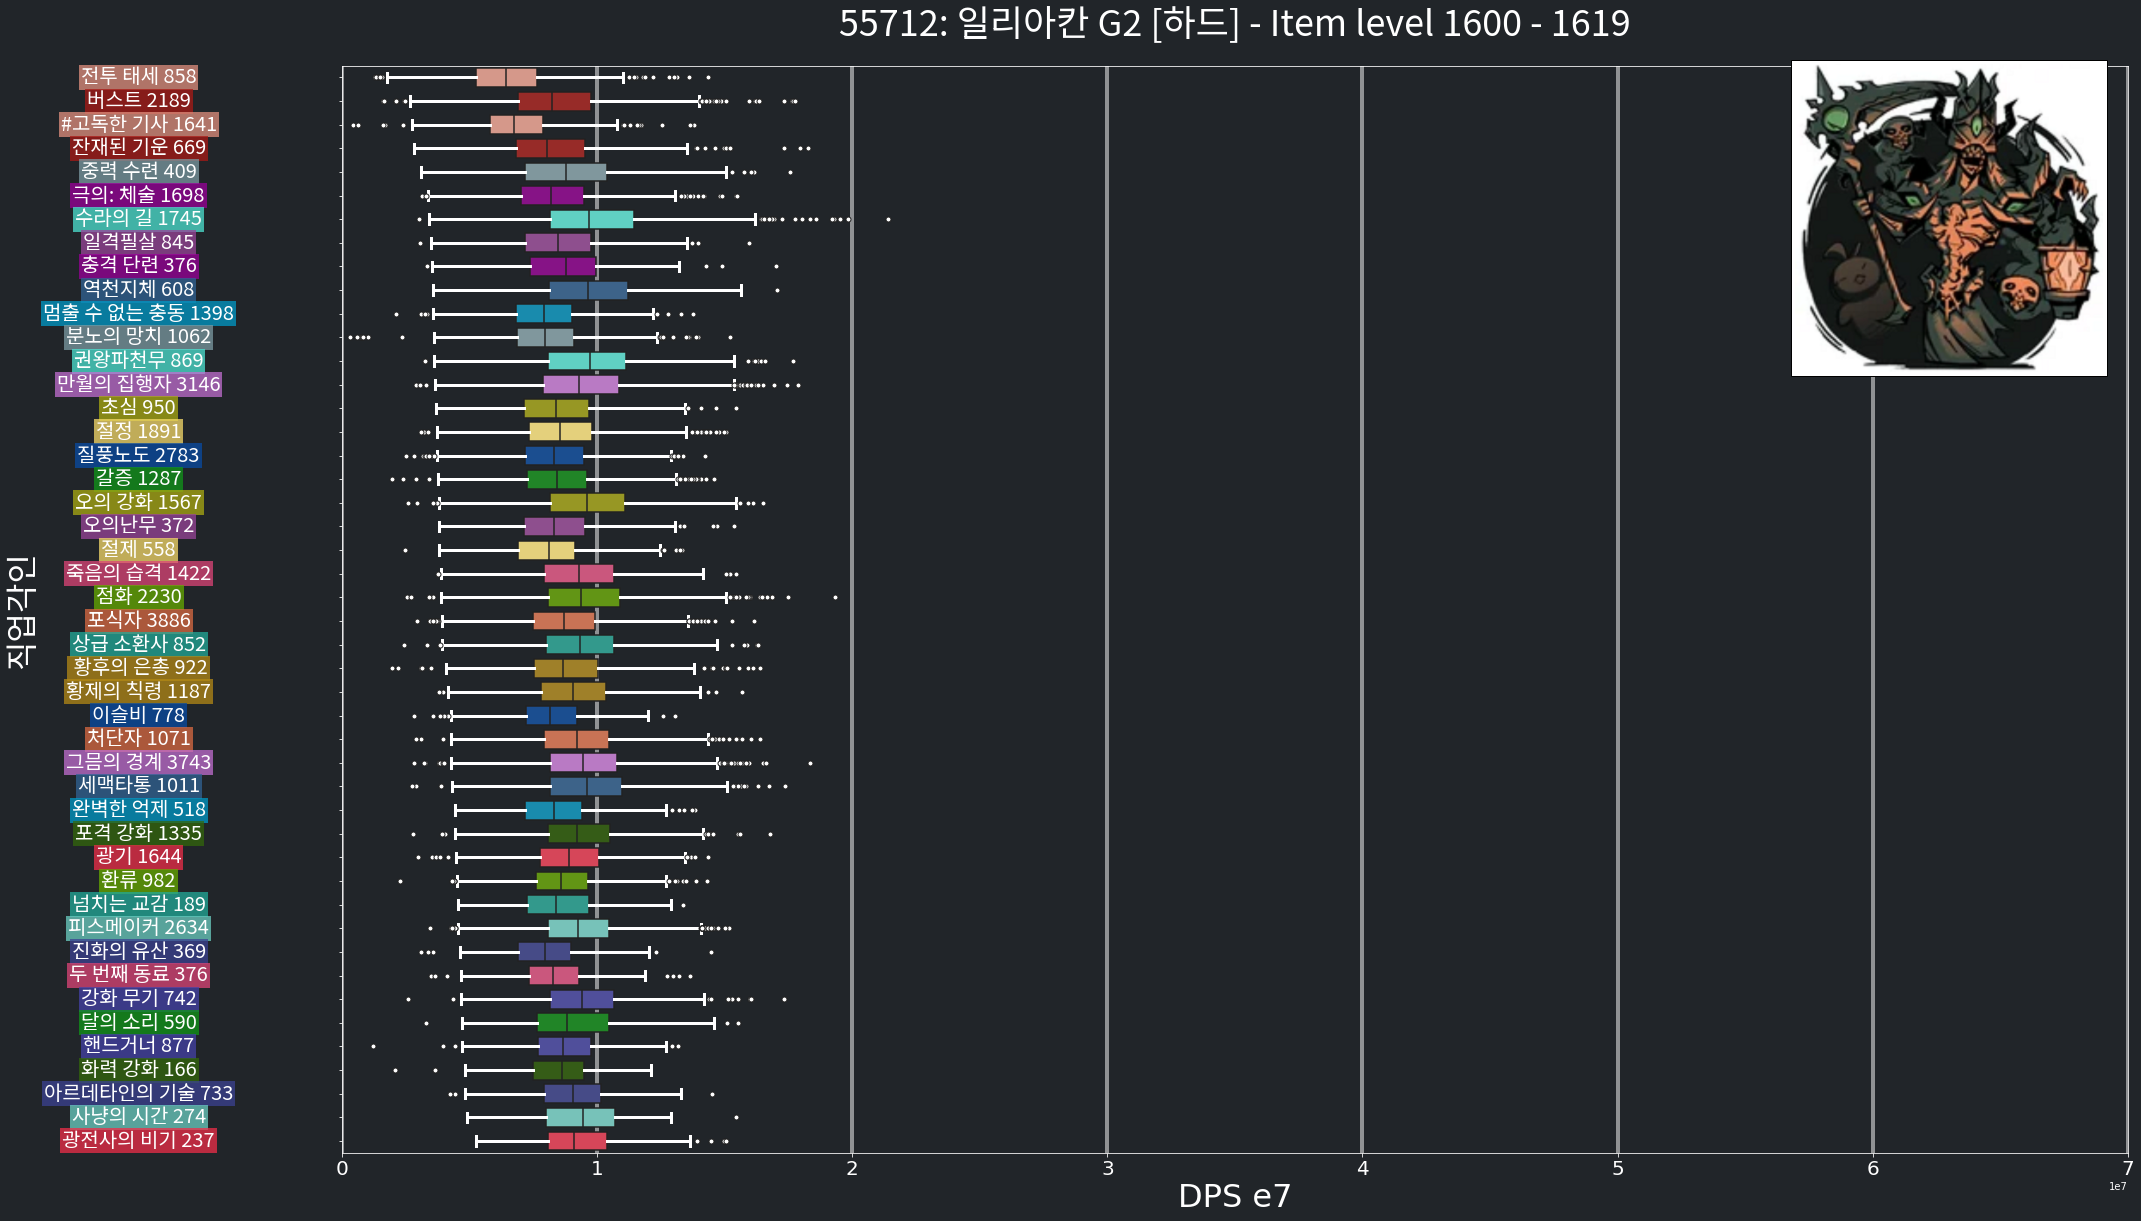 55712: 일리아칸 G2 [하드] - Item level 1600 - 1619
전투 태세 858
버스트 2189
#고독한 기사 1641
잔재된 기운 669
중력 수련 409
극의: 체술 1698
수라의 길 1745
일격필살 845
충격 단련 376
역천지체 608
멈출 수 없는 충동 1398
분노의 망치 1062
권왕파천무 869
만월의 집행자 3146
초심 950
절정 1891
질풍노도 2783
갈증 1287
오의 강화 1567
오의난무 372
절제 558
죽음의 습격 1422
점화 2230
포식자 3886
상급 소환사 852
황후의 은총 922
황제의 칙령 1187
이슬비 778
처단자 1071
그믐의 경계 3743
세맥타통 1011
완벽한 억제 518
포격 강화 1335
광기 1644
환류 982
넘치는 교감 189
피스메이커 2634
진화의 유산 369
두 번째 동료 376
강화 무기 742
달의 소리 590
핸드거너 877
화력 강화 166
아르데타인의 기술 733
사냥의 시간 274
광전사의 비기 237
직업각인
0 1 2 3 4 5 6 7
DPS e7
1e7